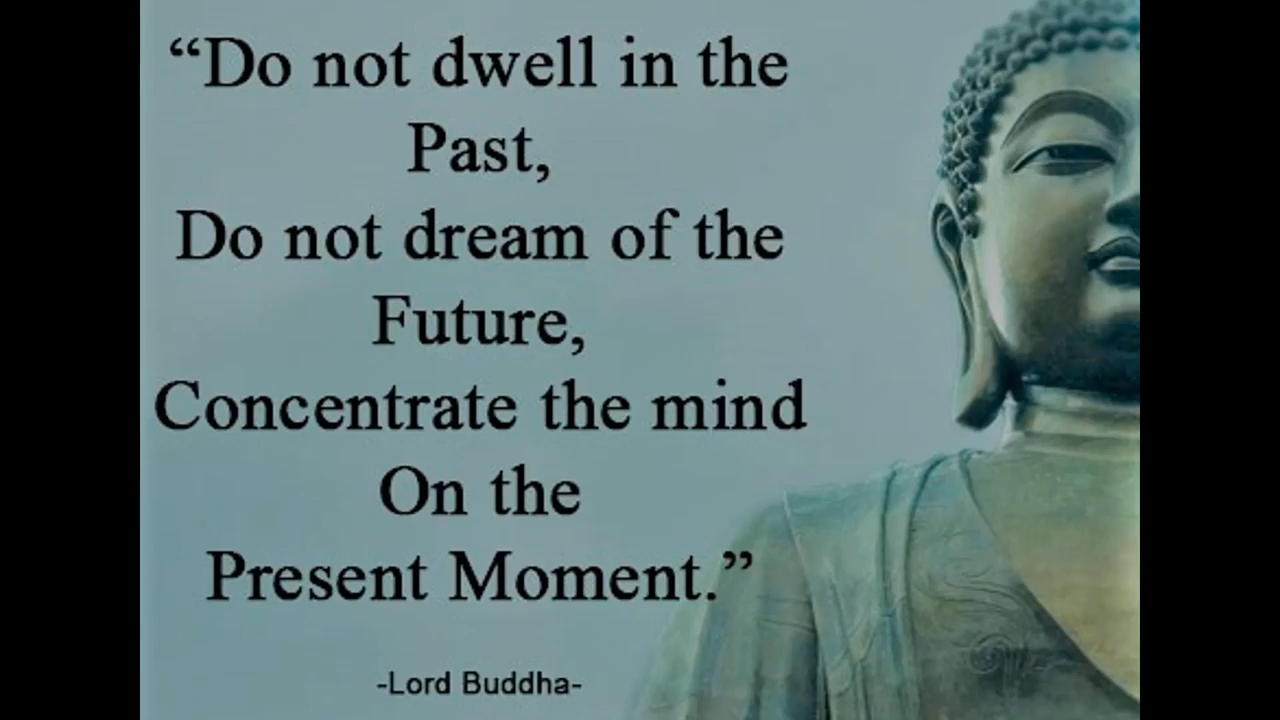 “Do not dwell in the
Past,
Do not dream of the
Future,
Concentrate the mind
On the
Present Moment.”
-Lord Buddha-